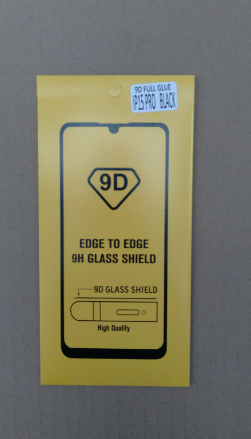 9D FULL GLUE
IP15 PRO BLACK
9D
EDGE TO EDGE
9H GLASS SHIELD
9D GLASS SHIELD
High Quality